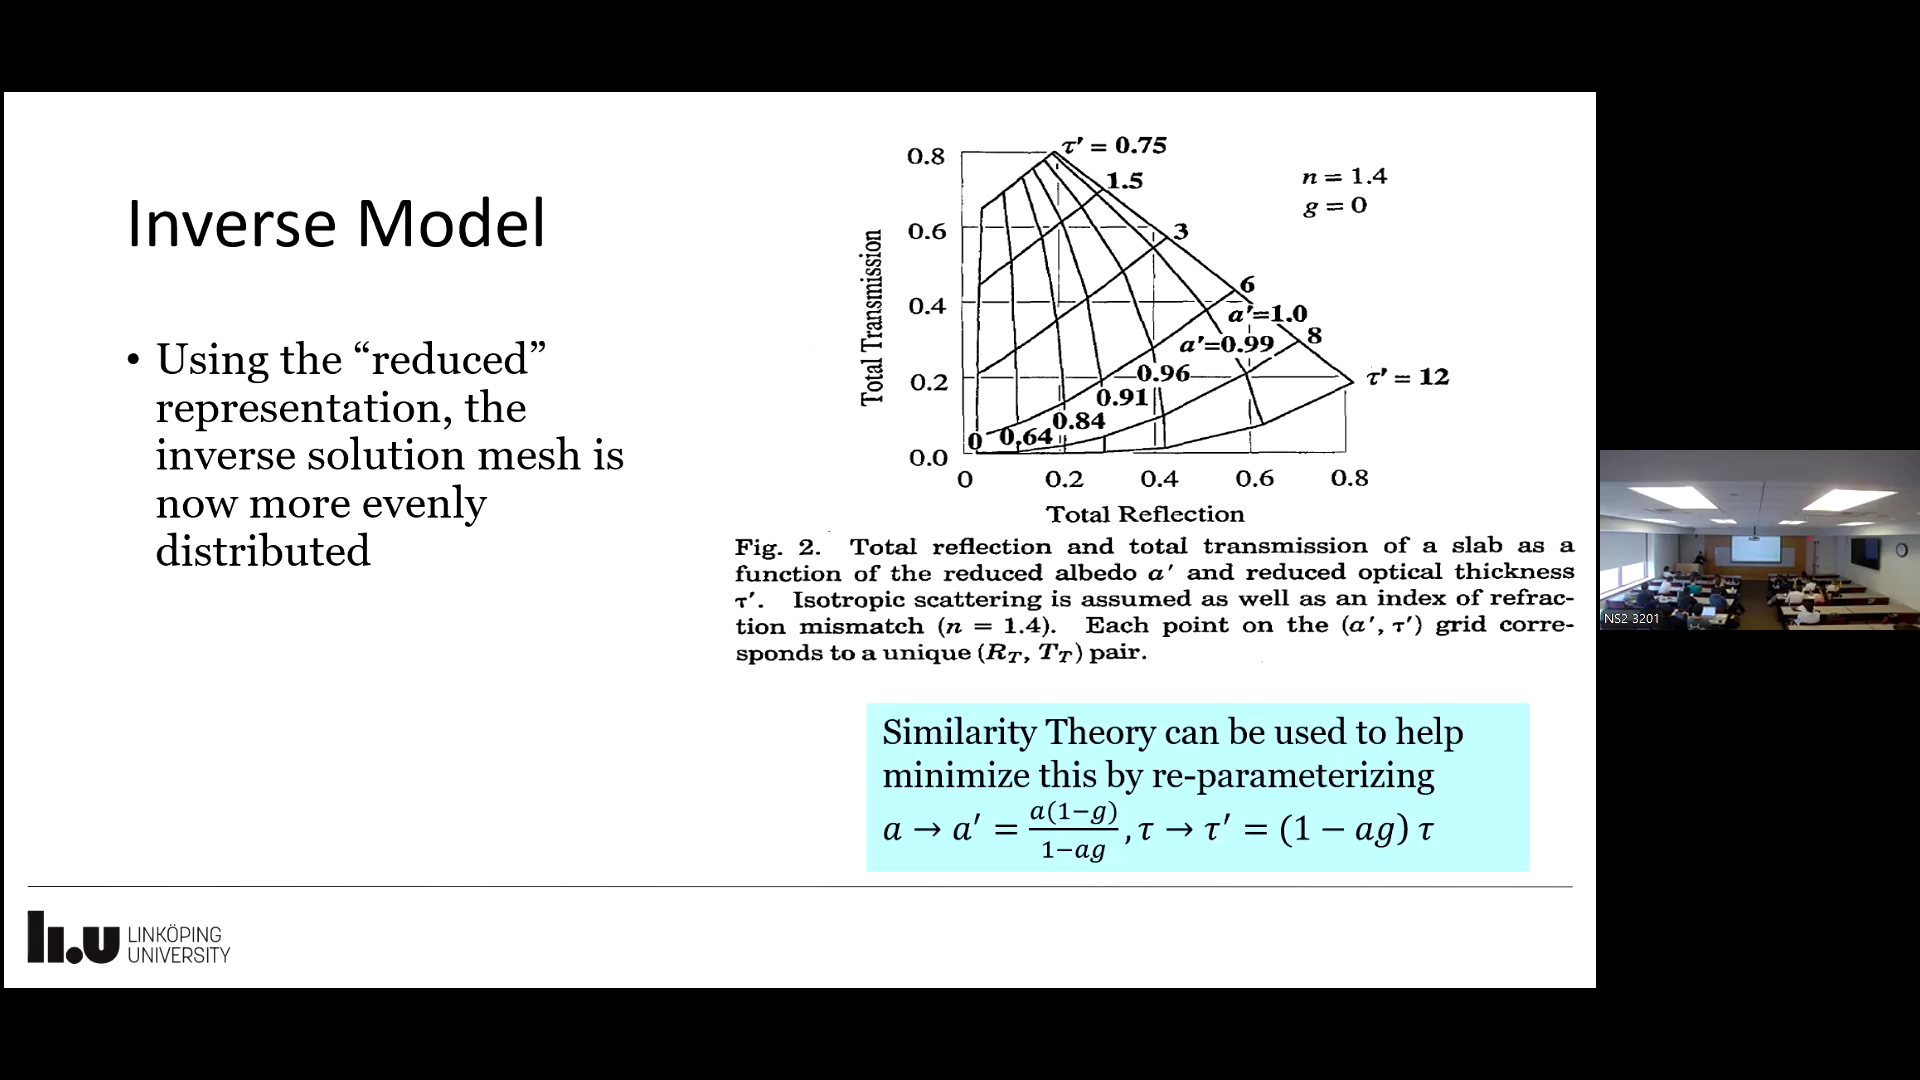 Inverse Model
• Using the “reduced”
representation, the
inverse solution mesh is
now more evenly
distributed
τ' = 0.75
0.8
1.5
n = 1.4
g = 0
0.6
3
Total Transmission
6
0.4
a'=1.0
8
a'=0.99
0.96
τ' = 12
0.2
0.91
0.84
0 0.64
0.0
0 0.2 0.4 0.6 0.8
Total Reflection
Fig. 2. Total reflection and total transmission of a slab as a
function of the reduced albedo a' and reduced optical thickness
τ'. Isotropic scattering is assumed as well as an index of refrac-
tion mismatch (n = 1.4). Each point on the (a', τ') grid corre-
sponds to a unique (R_T, T_T) pair.
Similarity Theory can be used to help
minimize this by re-parameterizing
a → a′ = a(1−g)/1−ag , τ → τ′ = (1 − ag) τ
li.u LINKÖPING
UNIVERSITY
NS2 3201